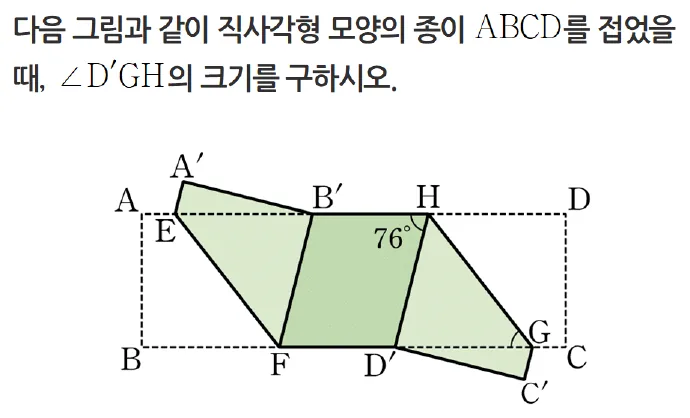 다음 그림과 같이 직사각형 모양의 종이 ABCD를 접었을
때, ∠D′GH의 크기를 구하시오.
A′
A
B′
H
D
E
76°
G
B
F
D′
C
C′